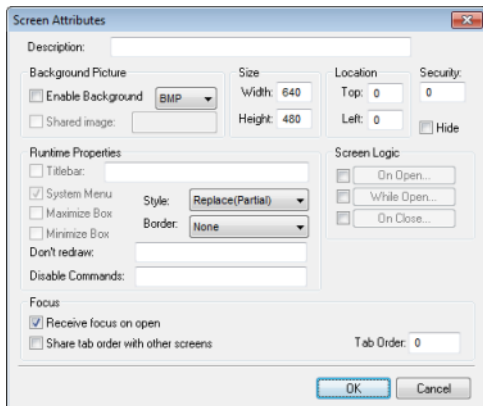 Screen Attributes
Description:
Background Picture
Enable Background BMP
Shared image:
Size
Width: 640
Height: 480
Location
Top: 0
Left: 0
Security:
0
Hide
Runtime Properties
Titlebar:
System Menu
Maximize Box
Minimize Box
Style: Replace(Partial)
Border: None
Don't redraw:
Disable Commands:
Screen Logic
On Open...
While Open...
On Close...
Focus
Receive focus on open
Share tab order with other screens
Tab Order: 0
OK Cancel